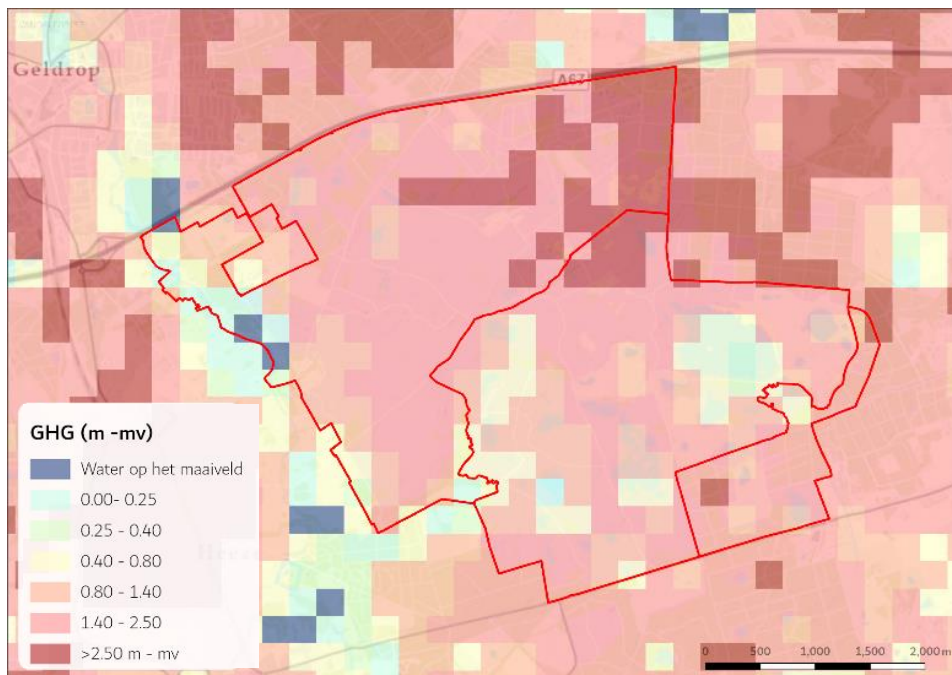 Geldrop
A67
GHG (m -mv)
Water op het maaiveld
0.00- 0.25
0.25 - 0.40
0.40 - 0.80
0.80 - 1.40
1.40 - 2.50
>2.50 m - mv
0 500 1,000 1,500 2,000 m